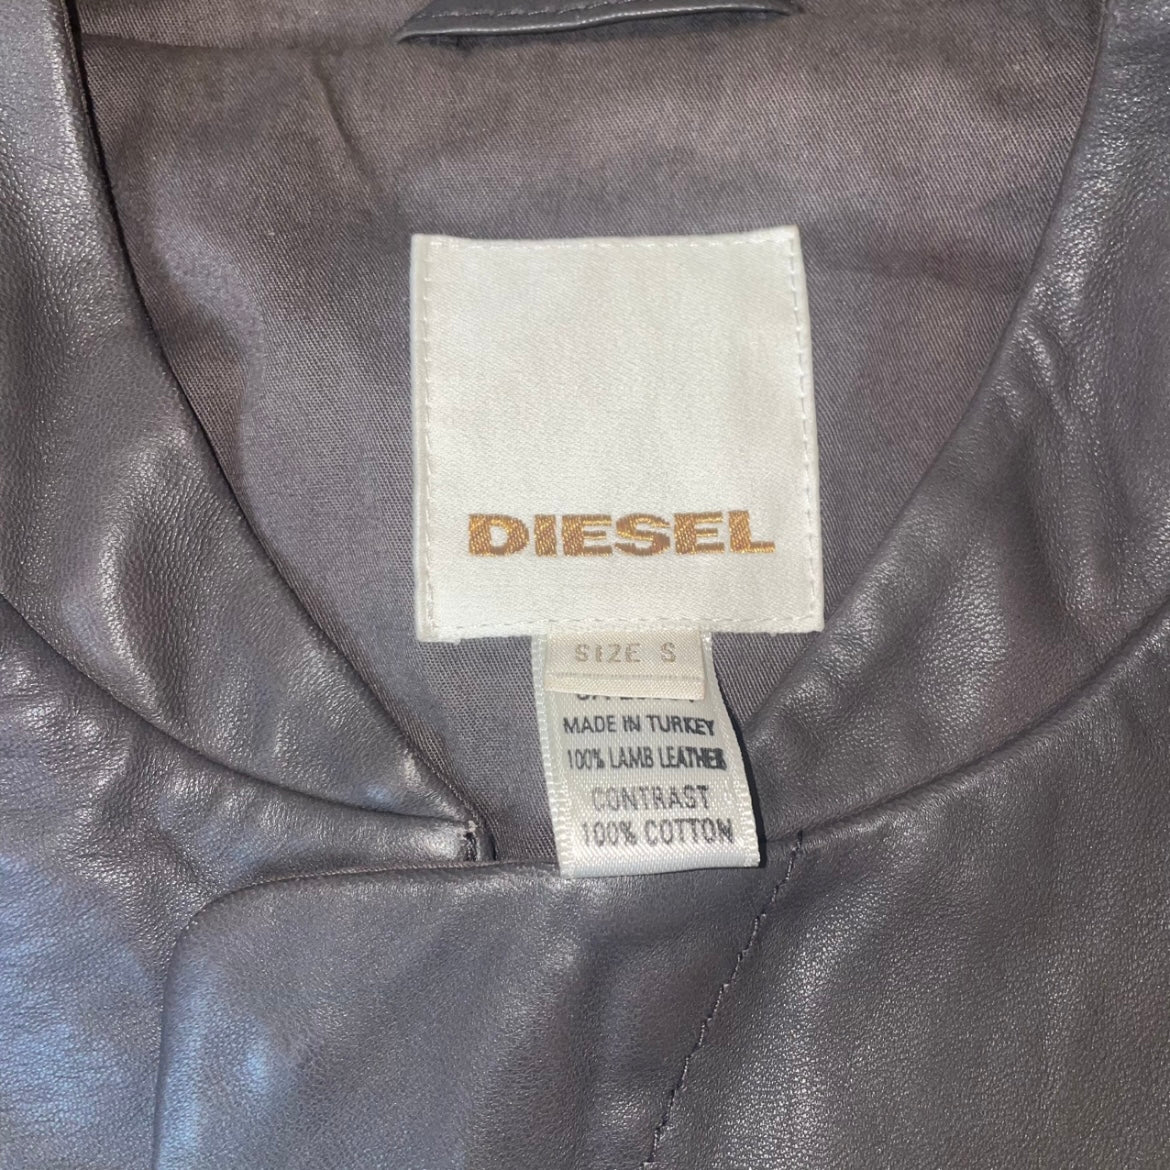 DIESEL
SIZE S
MADE IN TURKEY
100% LAMB LEATHER
CONTRAST
100% COTTON